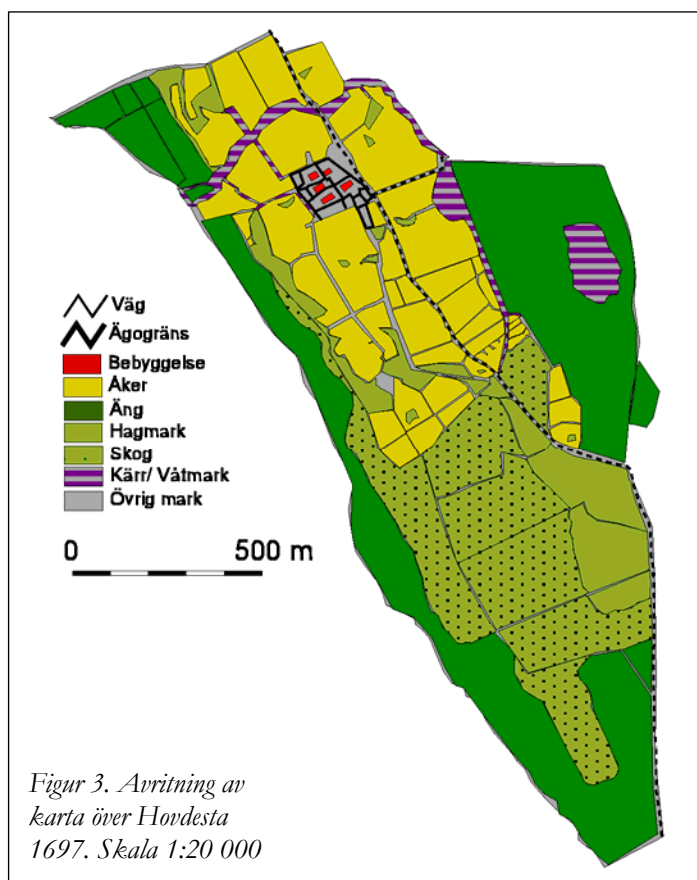 Väg
Ägogräns
Bebyggelse
Åker
Äng
Hagmark
Skog
Kärr/ Våtmark
Övrig mark
0 500 m
Figur 3. Avritning av
karta över Hovdesta
1697. Skala 1:20 000